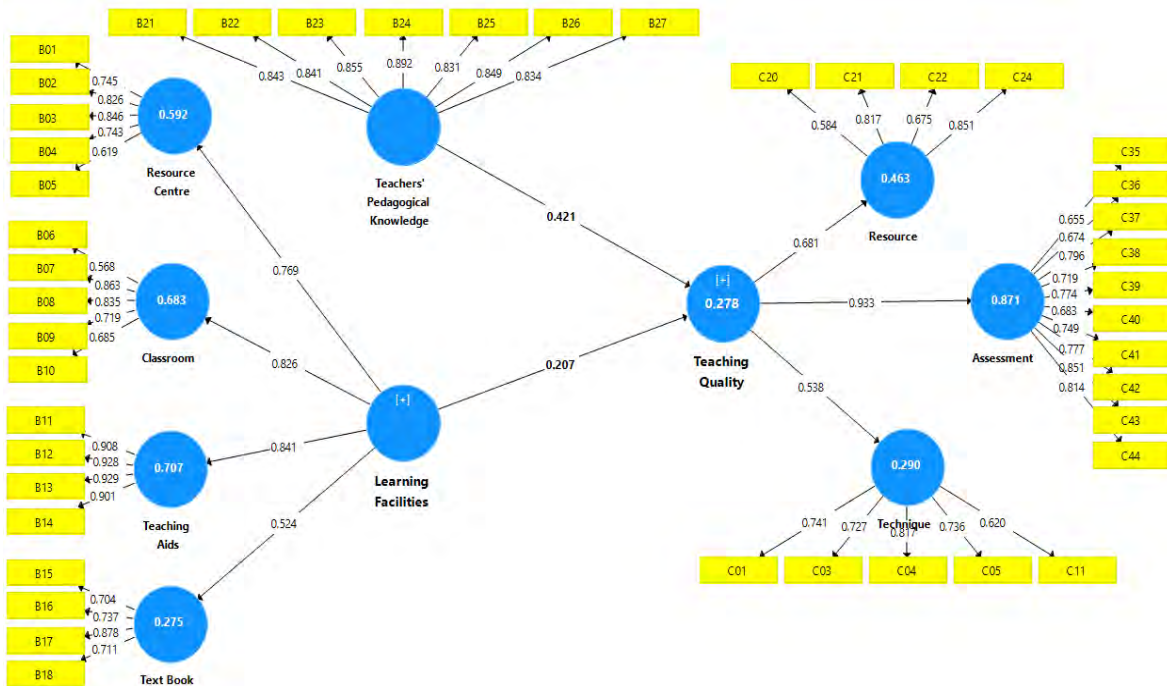 B21
B22
B23
B24
B25
B26
B27
0.843
0.841
0.855
0.892
0.831
0.849
0.834
Teachers'
Pedagogical
Knowledge
B01
B02
B03
B04
B05
0.745
0.826
0.846
0.743
0.619
0.592
Resource
Centre
B06
B07
B08
B09
B10
0.568
0.863
0.835
0.719
0.685
0.683
Classroom
B11
B12
B13
B14
0.908
0.928
0.929
0.901
0.707
Teaching
Aids
B15
B16
B17
B18
0.704
0.737
0.878
0.711
0.275
Text Book
0.769
0.826
0.841
0.524
[+]
Learning
Facilities
0.421
0.207
[+]
0.278
Teaching
Quality
0.681
0.933
0.538
C20
C21
C22
C24
0.584
0.817
0.675
0.851
0.463
Resource
C35
C36
C37
C38
C39
C40
C41
C42
C43
C44
0.655
0.674
0.796
0.719
0.774
0.683
0.749
0.777
0.851
0.814
0.871
Assessment
0.290
Technique
0.741
0.727
0.817
0.736
0.620
C01
C03
C04
C05
C11